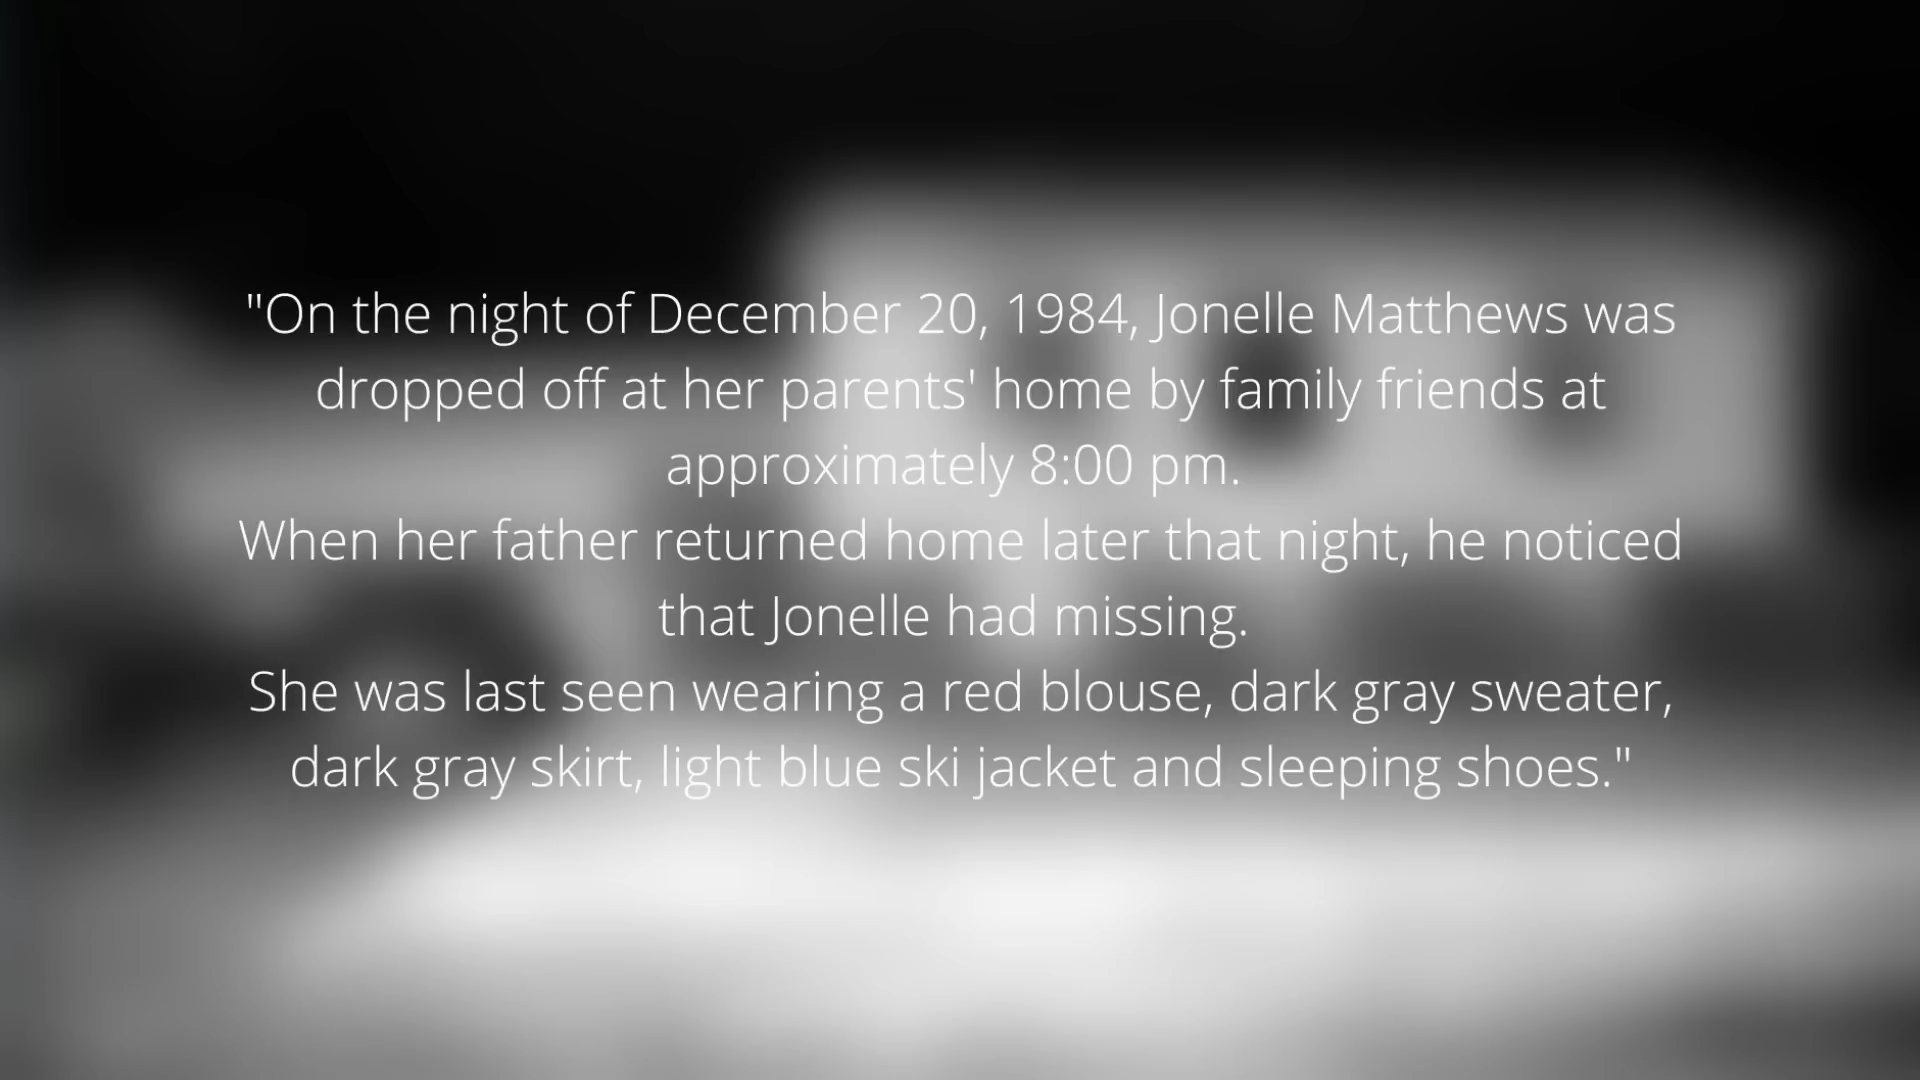 "On the night of December 20, 1984, Jonelle Matthews was
dropped off at her parents' home by family friends at
approximately 8:00 pm.
When her father returned home later that night, he noticed
that Jonelle had missing.
She was last seen wearing a red blouse, dark gray sweater,
dark gray skirt, light blue ski jacket and sleeping shoes."